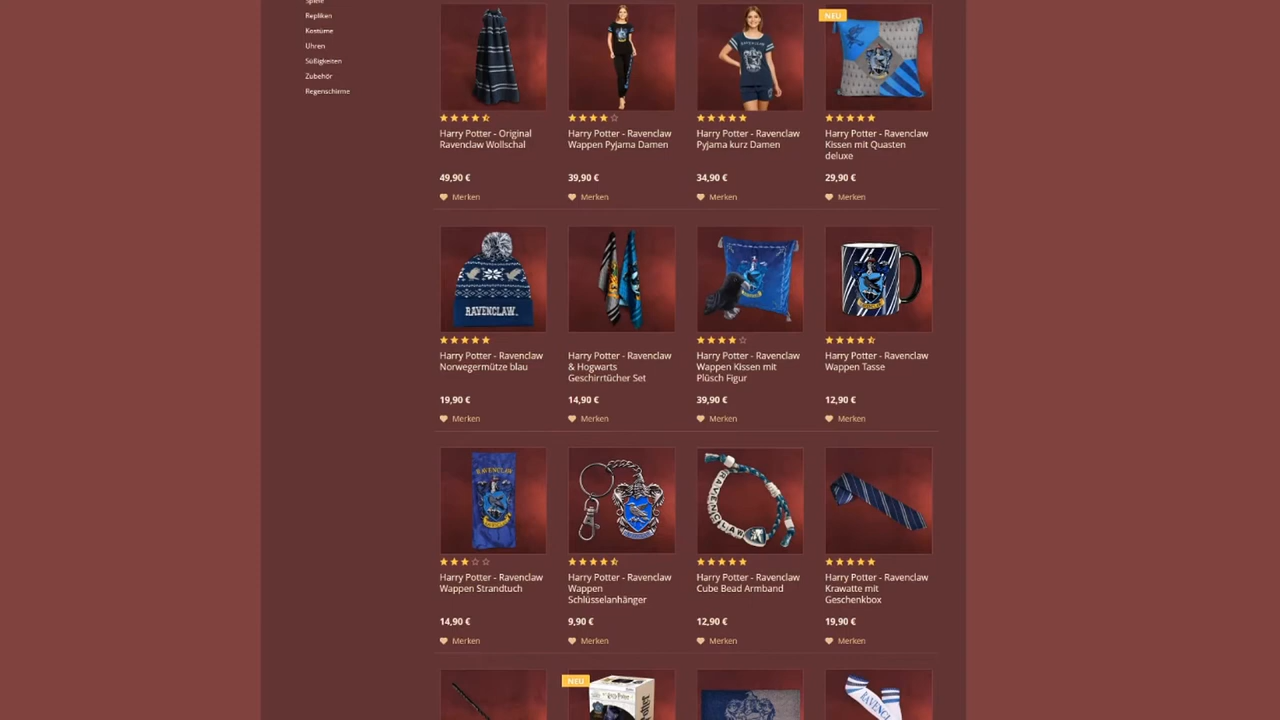 Spiele
Repliken
Kostüme
Uhren
Süßigkeiten
Zubehör
Regenschirme
NEU
Harry Potter - Original
Ravenclaw Wollschal
49,90 €
Merken
Harry Potter - Ravenclaw
Wappen Pyjama Damen
39,90 €
Merken
RAVENCLAW
Harry Potter - Ravenclaw
Pyjama kurz Damen
34,90 €
Merken
Harry Potter - Ravenclaw
Kissen mit Quasten
deluxe
29,90 €
Merken
RAVENCLAW
Harry Potter - Ravenclaw
Norwegermütze blau
19,90 €
Merken
Harry Potter - Ravenclaw
& Hogwarts
Geschirrtücher Set
14,90 €
Merken
Harry Potter - Ravenclaw
Wappen Kissen mit
Plüsch Figur
39,90 €
Merken
Harry Potter - Ravenclaw
Wappen Tasse
12,90 €
Merken
RAVENCLAW
Harry Potter - Ravenclaw
Wappen Strandtuch
14,90 €
Merken
Harry Potter - Ravenclaw
Wappen
Schlüsselanhänger
9,90 €
Merken
RAVENCLAW
Harry Potter - Ravenclaw
Cube Bead Armband
12,90 €
Merken
Harry Potter - Ravenclaw
Krawatte mit
Geschenkbox
19,90 €
Merken
NEU
Harry Potter